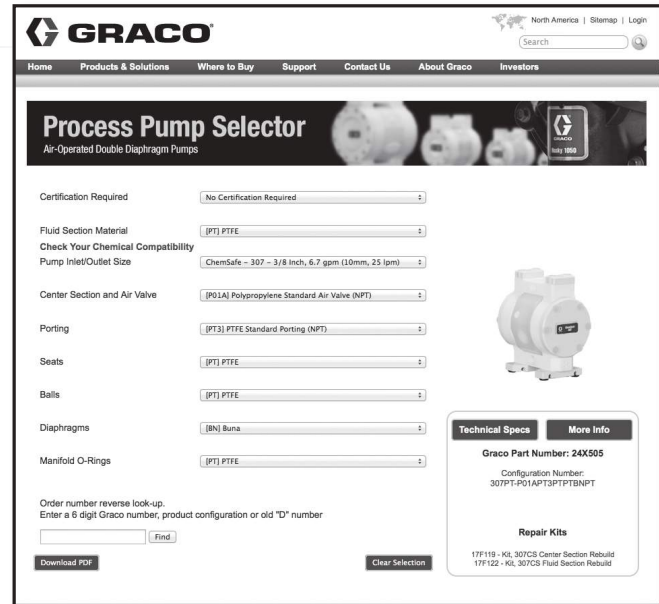 North America | Sitemap | Login
GRACO
Search
Home Products & Solutions Where to Buy Support Contact Us About Graco Investors
Process Pump Selector
Air-Operated Double Diaphragm Pumps
GRACO
Husky 1050
Certification Required No Certification Required
Fluid Section Material [PT] PTFE
Check Your Chemical Compatibility
Pump Inlet/Outlet Size ChemSafe – 307 – 3/8 Inch, 6.7 gpm (10mm, 25 lpm)
Center Section and Air Valve [P01A] Polypropylene Standard Air Valve (NPT)
Porting [PT3] PTFE Standard Porting (NPT)
Seats [PT] PTFE
Balls [PT] PTFE
Diaphragms [BN] Buna
Manifold O-Rings [PT] PTFE
Technical Specs More Info
Graco Part Number: 24X505
Configuration Number:
307PT-P01APT3PTPTBNPT
Repair Kits
17F119 - Kit, 307CS Center Section Rebuild
17F122 - Kit, 307CS Fluid Section Rebuild
Order number reverse look-up.
Enter a 6 digit Graco number, product configuration or old "D" number
Find
Download PDF Clear Selection